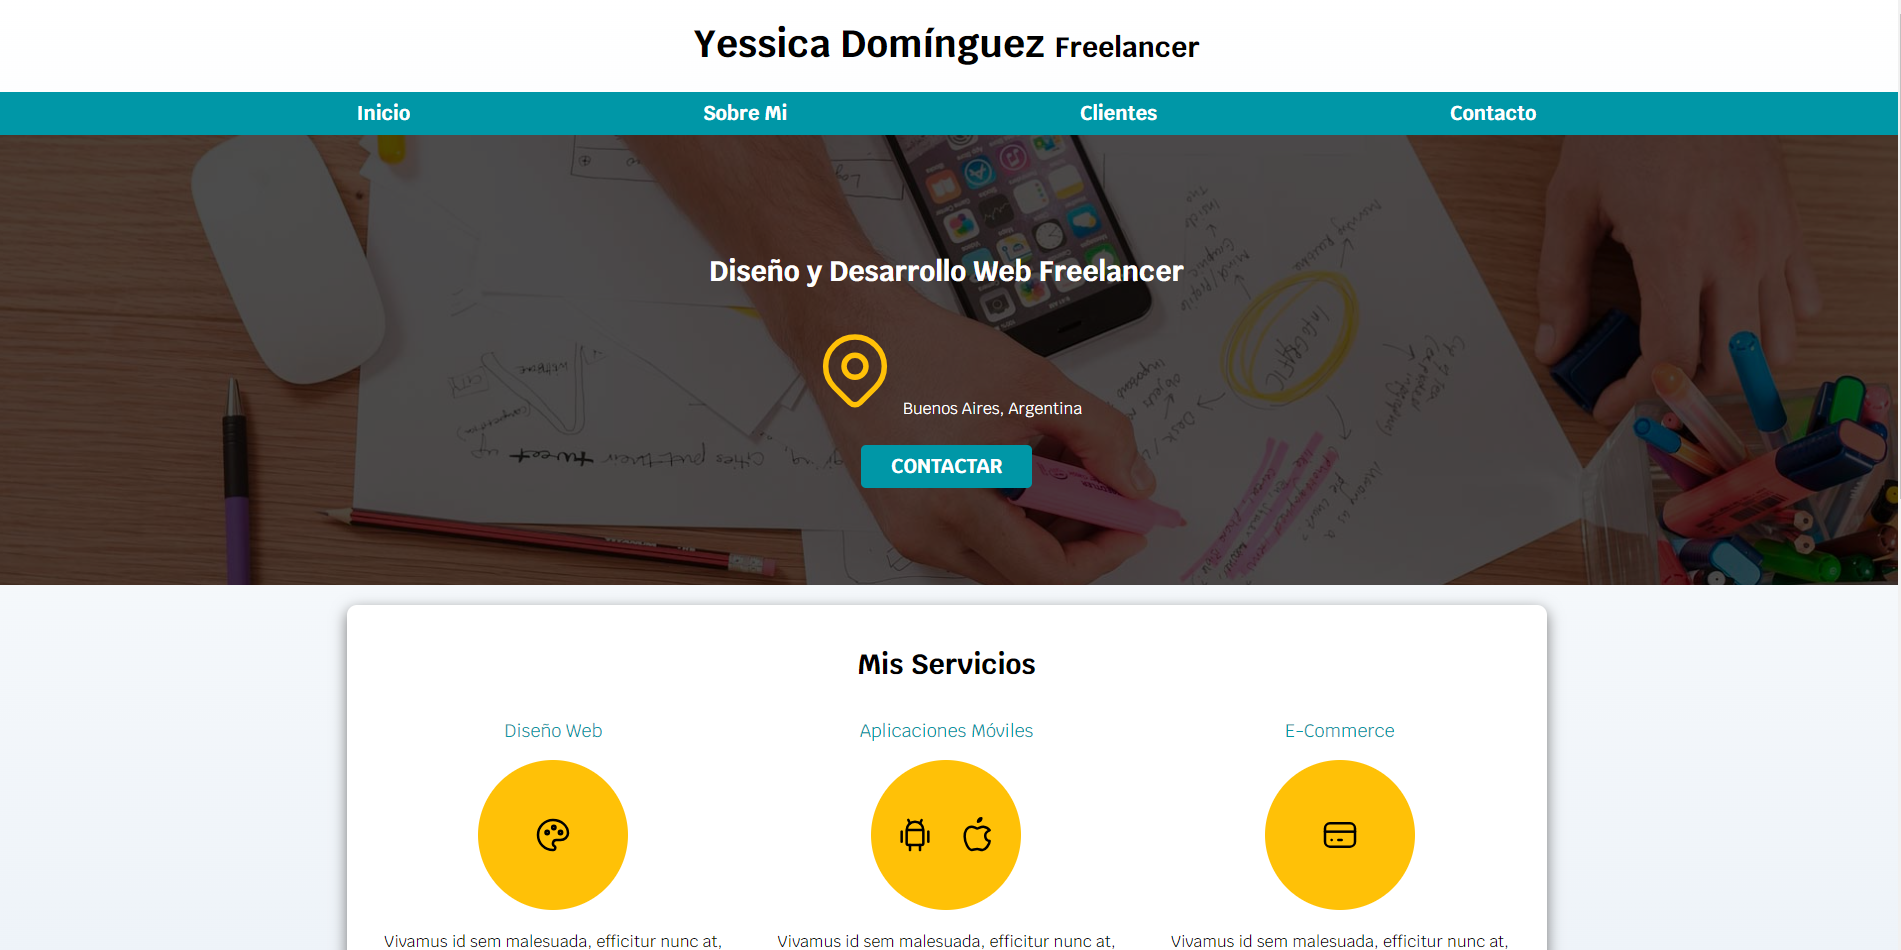 Yessica Domínguez Freelancer
Inicio Sobre Mi Clientes Contacto
Diseño y Desarrollo Web Freelancer
Buenos Aires, Argentina
CONTACTAR
Mis Servicios
Diseño Web Aplicaciones Móviles E-Commerce
Vivamus id sem malesuada, efficitur nunc at, Vivamus id sem malesuada, efficitur nunc at, Vivamus id sem malesuada, efficitur nunc at,